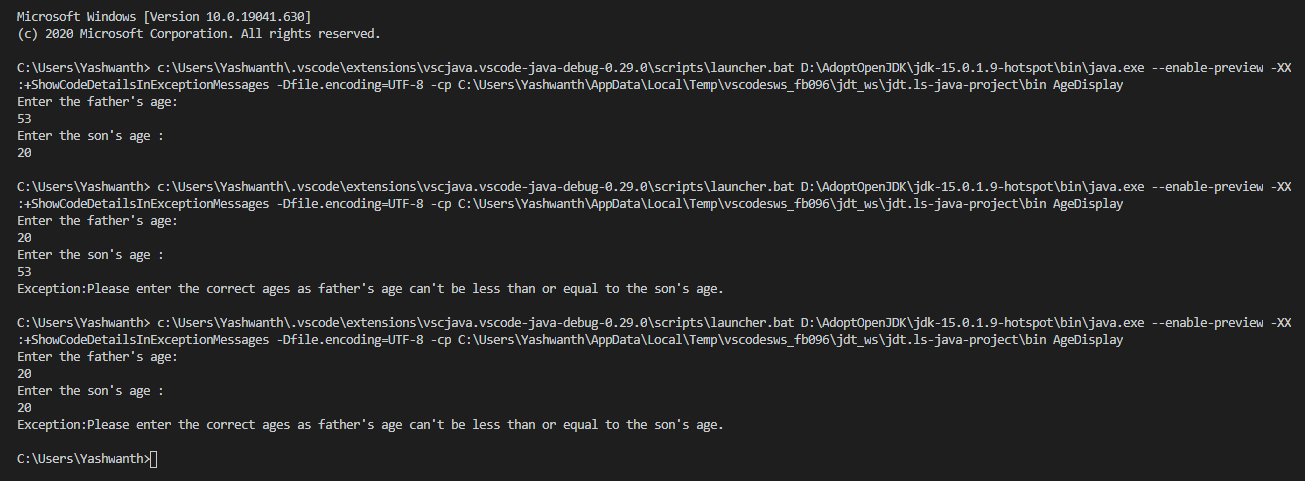 Microsoft Windows [Version 10.0.19041.630]
(c) 2020 Microsoft Corporation. All rights reserved.
C:\Users\Yashwanth> c:\Users\Yashwanth\.vscode\extensions\vscjava.vscode-java-debug-0.29.0\scripts\launcher.bat D:\AdoptOpenJDK\jdk-15.0.1.9-hotspot\bin\java.exe --enable-preview -XX
:+ShowCodeDetailsInExceptionMessages -Dfile.encoding=UTF-8 -cp C:\Users\Yashwanth\AppData\Local\Temp\vscodesws_fb096\jdt_ws\jdt.ls-java-project\bin AgeDisplay
Enter the father's age:
53
Enter the son's age :
20
C:\Users\Yashwanth> c:\Users\Yashwanth\.vscode\extensions\vscjava.vscode-java-debug-0.29.0\scripts\launcher.bat D:\AdoptOpenJDK\jdk-15.0.1.9-hotspot\bin\java.exe --enable-preview -XX
:+ShowCodeDetailsInExceptionMessages -Dfile.encoding=UTF-8 -cp C:\Users\Yashwanth\AppData\Local\Temp\vscodesws_fb096\jdt_ws\jdt.ls-java-project\bin AgeDisplay
Enter the father's age:
20
Enter the son's age :
53
Exception:Please enter the correct ages as father's age can't be less than or equal to the son's age.
C:\Users\Yashwanth> c:\Users\Yashwanth\.vscode\extensions\vscjava.vscode-java-debug-0.29.0\scripts\launcher.bat D:\AdoptOpenJDK\jdk-15.0.1.9-hotspot\bin\java.exe --enable-preview -XX
:+ShowCodeDetailsInExceptionMessages -Dfile.encoding=UTF-8 -cp C:\Users\Yashwanth\AppData\Local\Temp\vscodesws_fb096\jdt_ws\jdt.ls-java-project\bin AgeDisplay
Enter the father's age:
20
Enter the son's age :
20
Exception:Please enter the correct ages as father's age can't be less than or equal to the son's age.
C:\Users\Yashwanth>